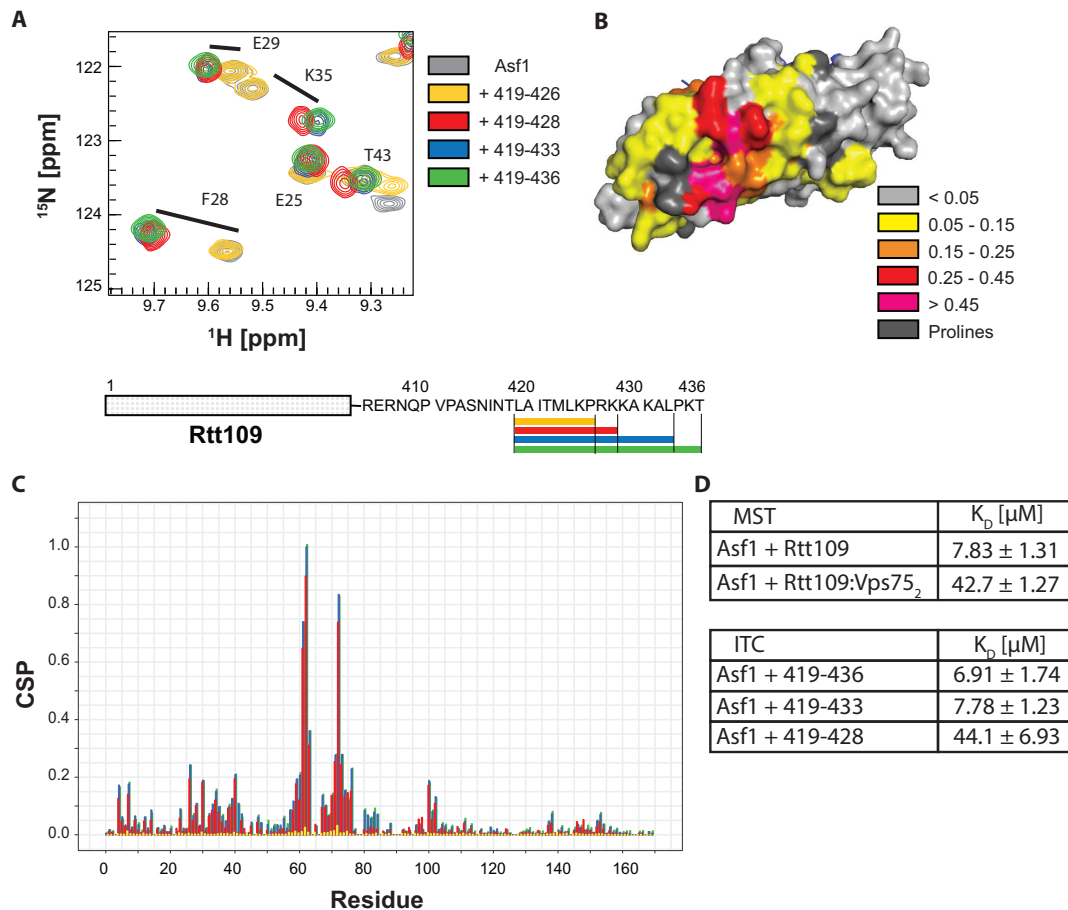 A
E29
K35
T43
E25
F28
122
123
124
125
¹⁵N [ppm]
9.7 9.6 9.5 9.4 9.3
¹H [ppm]
Asf1
+ 419-426
+ 419-428
+ 419-433
+ 419-436
B
< 0.05
0.05 - 0.15
0.15 - 0.25
0.25 - 0.45
> 0.45
Prolines
1 410 420 430 436
RERNQP VPASNINTLA ITMLKPRKKA KALPKT
Rtt109
C
1.0
0.8
0.6
0.4
0.2
0.0
CSP
0 20 40 60 80 100 120 140 160
Residue
D
MST K_D [µM]
Asf1 + Rtt109 7.83 ± 1.31
Asf1 + Rtt109:Vps75₂ 42.7 ± 1.27
ITC K_D [µM]
Asf1 + 419-436 6.91 ± 1.74
Asf1 + 419-433 7.78 ± 1.23
Asf1 + 419-428 44.1 ± 6.93